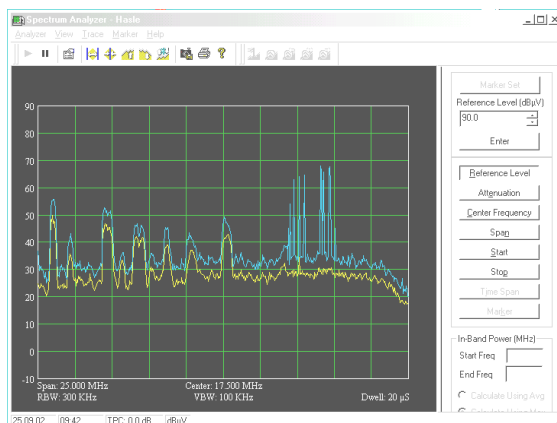 Spectrum Analyzer - Haslo
Analyzer View Trace Marker Help
Marker Set
Reference Level (dBµV)
90.0
Enter
Reference Level
Attenuation
Center Frequency
Span
Start
Stop
Time Span
Marker
In-Band Power (MHz)
Start Freq
End Freq
Calculate Using Avg
90
80
70
60
50
40
30
20
10
0
-10
Span: 25.000 MHz Center: 17.500 MHz
RBW: 300 KHz VBW: 100 KHz Dwell: 20 µS
25.09.02 09:42 TPC: 0.0 dB dBµV